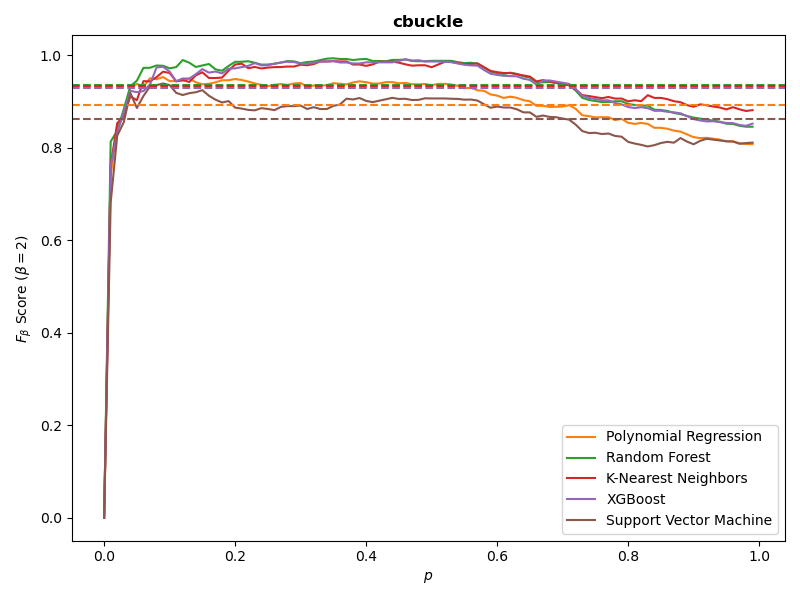 cbuckle
1.0
0.8
0.6
0.4
0.2
0.0
F_β Score (β = 2)
Polynomial Regression
Random Forest
K-Nearest Neighbors
XGBoost
Support Vector Machine
0.0 0.2 0.4 0.6 0.8 1.0
p